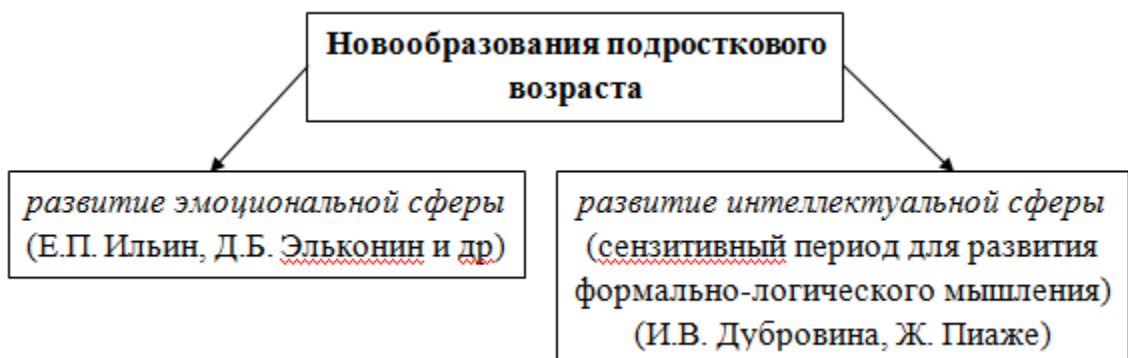 Новообразования подросткового
возраста
развитие эмоциональной сферы
(Е.П. Ильин, Д.Б. Эльконин и др)
развитие интеллектуальной сферы
(сензитивный период для развития
формально-логического мышления)
(И.В. Дубровина, Ж. Пиаже)